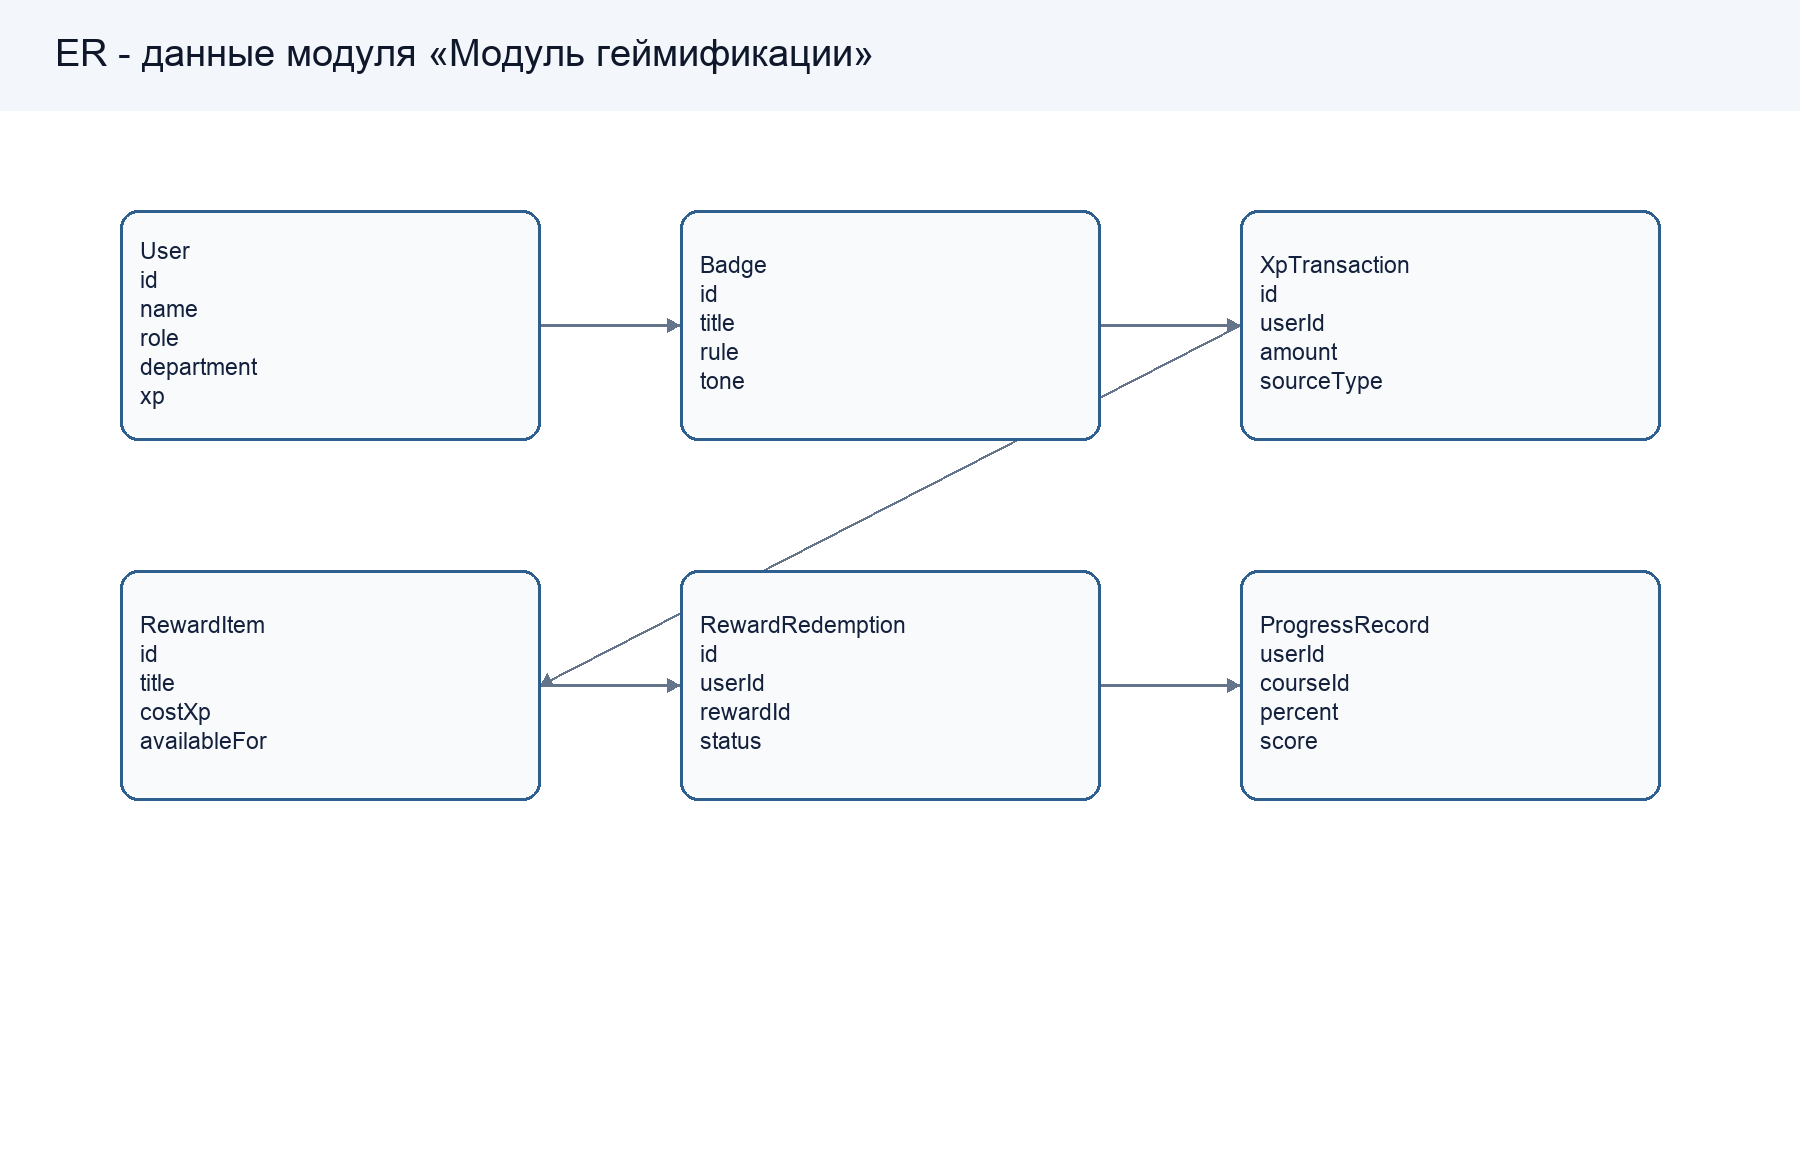 ER - данные модуля «Модуль геймификации»
User
id
name
role
department
xp
Badge
id
title
rule
tone
XpTransaction
id
userId
amount
sourceType
RewardItem
id
title
costXp
availableFor
RewardRedemption
id
userId
rewardId
status
ProgressRecord
userId
courseId
percent
score